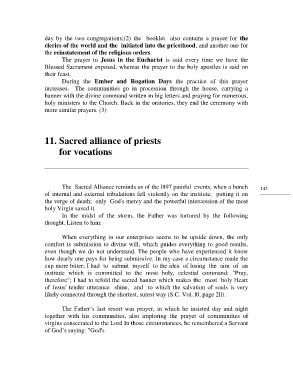 day by the two congregations;(2) the booklet also contains a prayer for the
clerics of the world and the initiated into the priesthood, and another one for
the reinstatement of the religious orders.
The prayer to Jesus in the Eucharist is said every time we have the
Blessed Sacrament exposed, whereas the prayer to the holy apostles is said on
their feast.
During the Ember and Rogation Days the practice of this prayer
increases. The communities go in procession through the house, carrying a
banner with the divine command written in big letters and praying for numerous,
holy ministers to the Church. Back in the oratories, they end the ceremony with
more similar prayers. (3)
11. Sacred alliance of priests
for vocations
The Sacred Alliance reminds us of the 1897 painful events, when a bunch
of internal and external tribulations fell violently on the institute, putting it on
the verge of death; only God's mercy and the powerful intercession of the most
holy Virgin saved it.
145
In the midst of the storm, the Father was tortured by the following
thought. Listen to him:
When everything in our enterprises seems to be upside down, the only
comfort is submission to divine will, which guides everything to good results,
even though we do not understand. The people who have experienced it know
how dearly one pays for being submissive. In my case a circumstance made the
cup more bitter; I had to submit myself to the idea of losing the aim of an
institute which is committed to the most holy, celestial command: "Pray,
therefore"; I had to refold the sacred banner which makes the most holy Heart
of Jesus' tender utterance shine, and to which the salvation of souls is very
likely connected through the shortest, surest way (S.C. Vol. 10, page 211).
The Father's last resort was prayer, in which he insisted day and night
together with his communities, also imploring the prayer of communities of
virgins consecrated to the Lord In those circumstances, he remembered a Servant
of God's saying: "God's